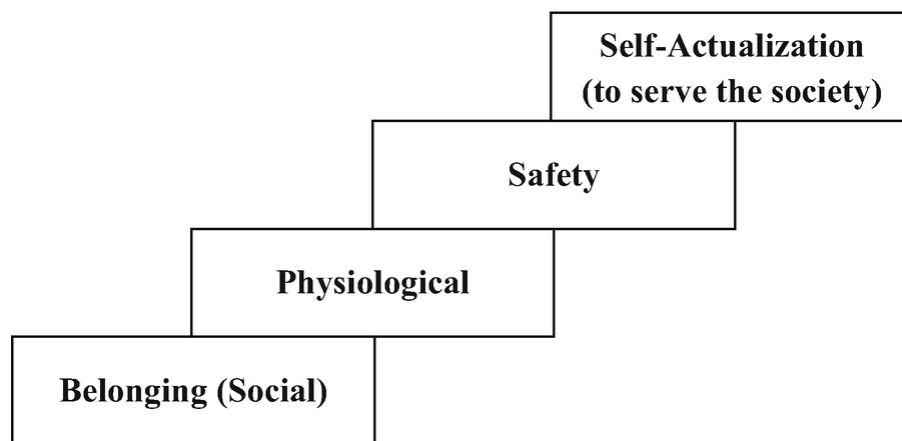 Self-Actualization
(to serve the society)
Safety
Physiological
Belonging (Social)